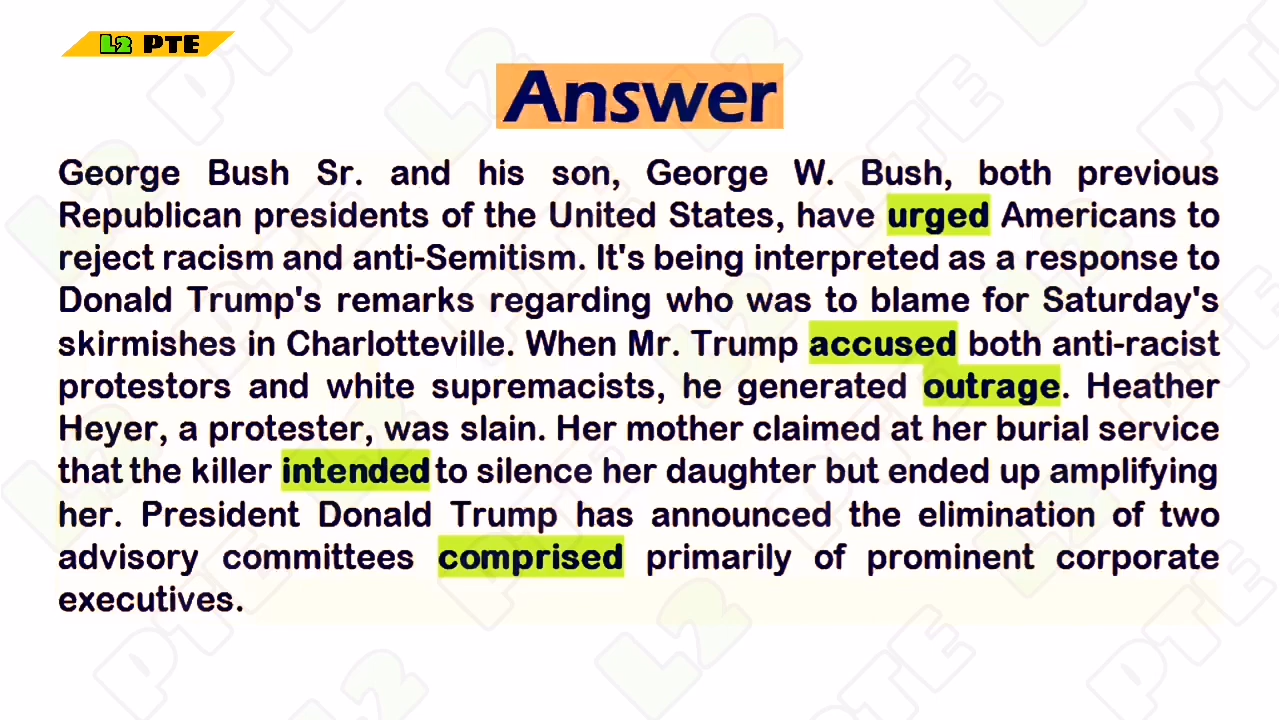 L2 PTE
Answer
George Bush Sr. and his son, George W. Bush, both previous
Republican presidents of the United States, have urged Americans to
reject racism and anti-Semitism. It's being interpreted as a response to
Donald Trump's remarks regarding who was to blame for Saturday's
skirmishes in Charlotteville. When Mr. Trump accused both anti-racist
protestors and white supremacists, he generated outrage. Heather
Heyer, a protester, was slain. Her mother claimed at her burial service
that the killer intended to silence her daughter but ended up amplifying
her. President Donald Trump has announced the elimination of two
advisory committees comprised primarily of prominent corporate
executives.